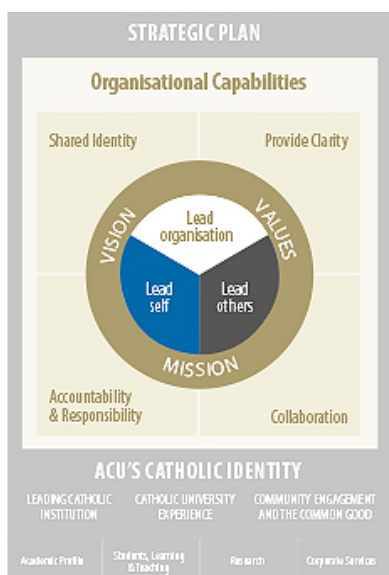 STRATEGIC PLAN
Organisational Capabilities
Shared Identity
Provide Clarity
VISION
VALUES
Lead
organisation
Lead
self
Lead
others
MISSION
Accountability
& Responsibility
Collaboration
ACU'S CATHOLIC IDENTITY
LEADING CATHOLIC
INSTITUTION
CATHOLIC UNIVERSITY
EXPERIENCE
COMMUNITY ENGAGEMENT
AND THE COMMON GOOD
Academic Profile
Students, Learning
& Teaching
Research
Corporate Services